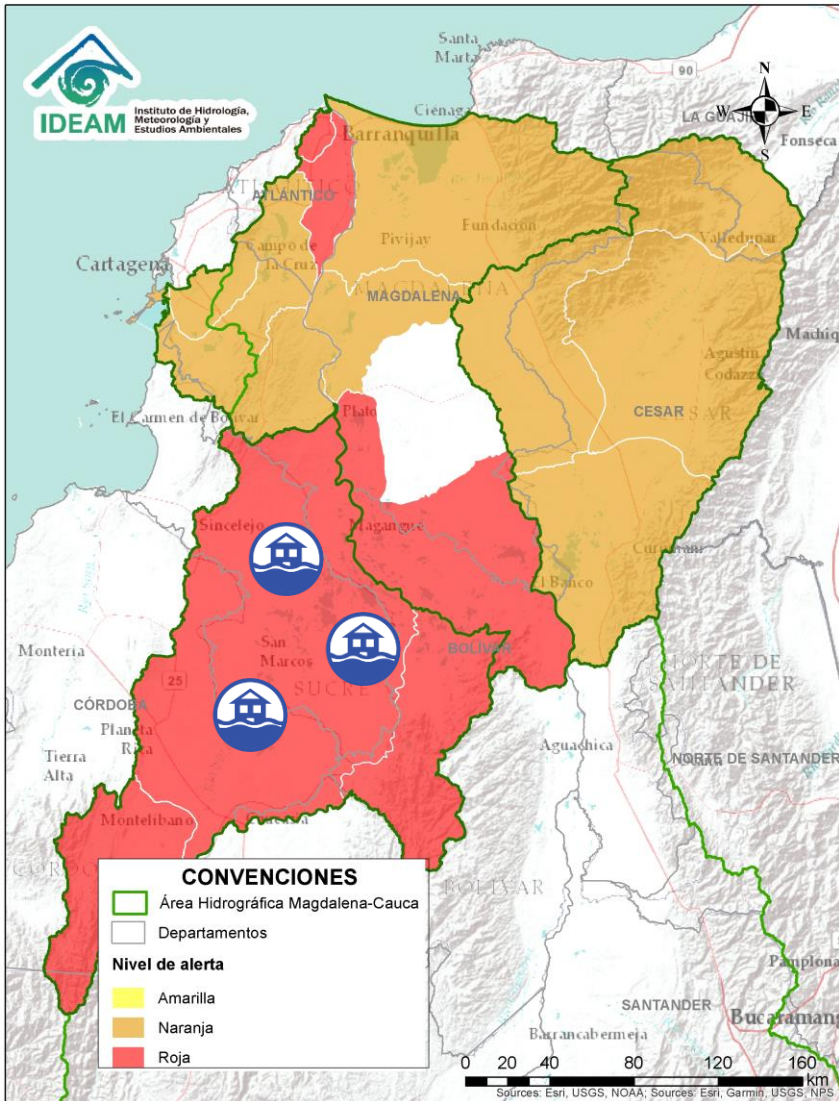 IDEAM
Instituto de Hidrología,
Meteorología y
Estudios Ambientales
Santa
Marta
90
N
W
E
S
LA GUAJI
Ciénaga
Fonseca
Barranquilla
ATLÁNTICO
Fundación
Valledupar
Cartagena
Campo de
la Cruz
Pivijay
MAGDALENA
Agustín
Codazzi
El Carmen de Bolívar
Plato
CESAR
Sincelejo
Magangué
Curumaní
El Banco
Montería
San
Marcos
BOLÍVAR
SUCRE
25
NORTE DE
SANTANDER
CÓRDOBA
Planeta
Rica
Tierra
Alta
Aguachica
NORTE DE SANTANDER
Montelíbano
Caucasia
BOLÍVAR
CONVENCIONES
Área Hidrográfica Magdalena-Cauca
Departamentos
Nivel de alerta
Amarilla
Naranja
Roja
Pamplona
SANTANDER
Bucaramang
Barrancabermeja
0 20 40 80 120 160
km
Sources: Esri, USGS, NOAA; Sources: Esri, Garmin, USGS, NPS